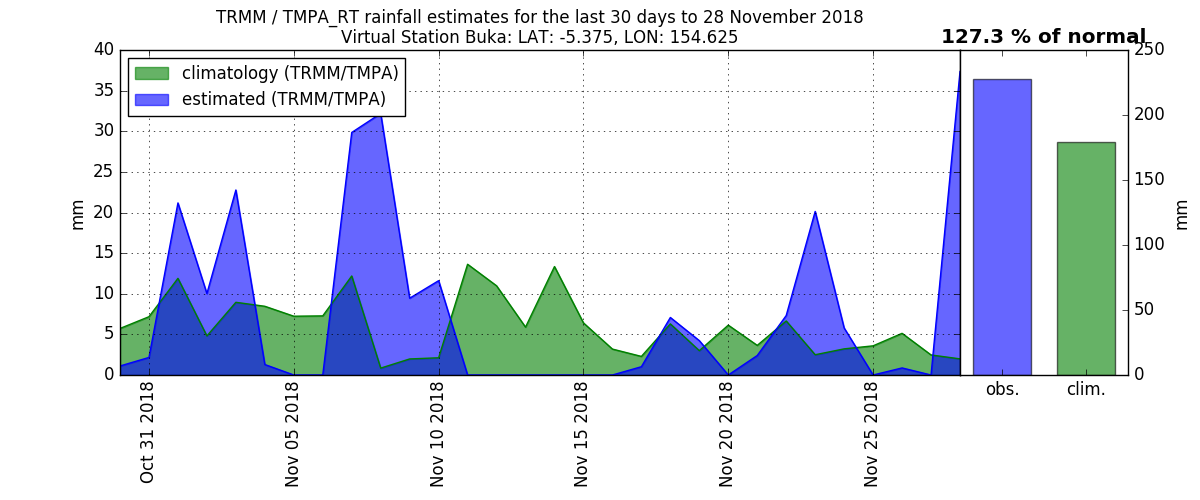 TRMM / TMPA_RT rainfall estimates for the last 30 days to 28 November 2018
Virtual Station Buka: LAT: -5.375, LON: 154.625
127.3 % of normal
climatology (TRMM/TMPA)
estimated (TRMM/TMPA)
40
35
30
25
20
15
10
5
0
mm
250
200
150
100
50
0
mm
Oct 31 2018
Nov 05 2018
Nov 10 2018
Nov 15 2018
Nov 20 2018
Nov 25 2018
obs.
clim.